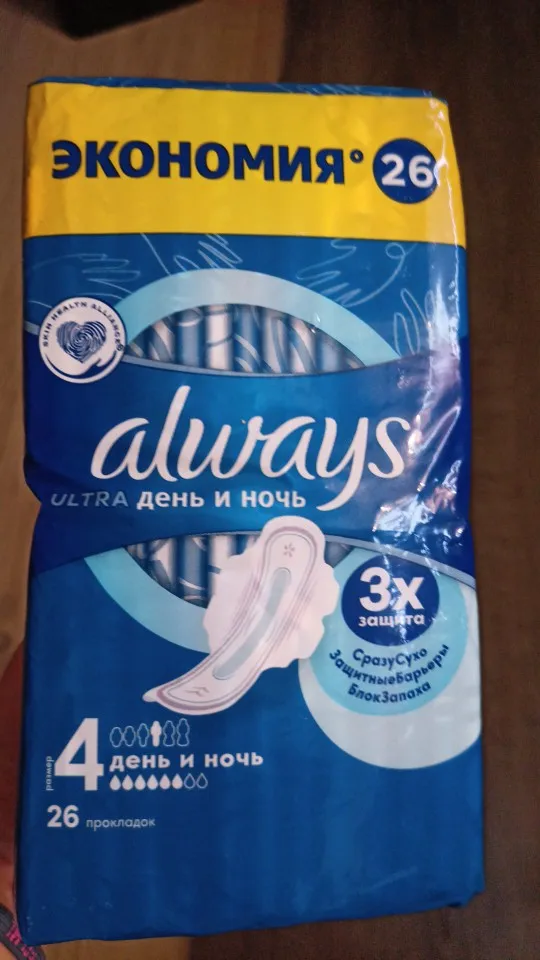 ЭКОНОМИЯ° 26
SKIN HEALTH ALLIANCE
always
ULTRA день и ночь
3x
защита
СразуСухо
ЗащитныеБарьеры
БлокЗапаха
размер
4
день и ночь
26 прокладок